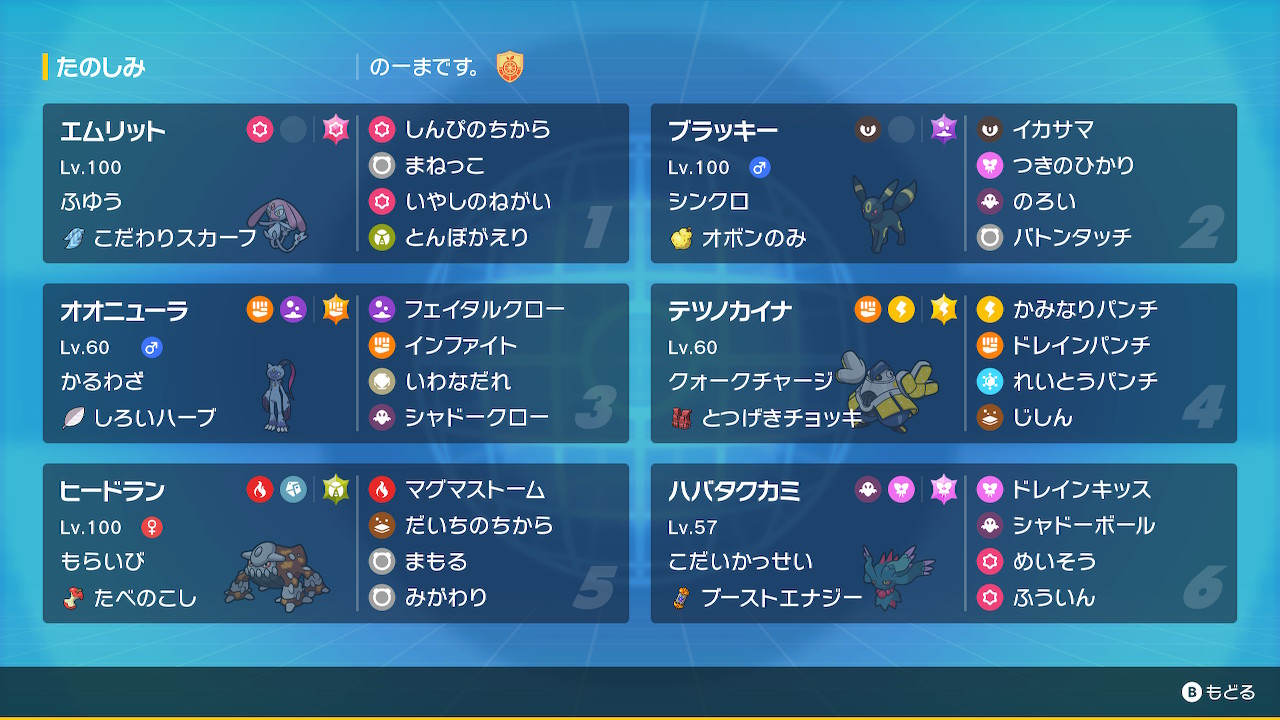 たのしみ
のーまです。
エムリット
Lv.100
ふゆう
こだわりスカーフ
しんぴのちから
まねっこ
いやしのねがい
とんぼがえり
1
ブラッキー
Lv.100 ♂
シンクロ
オボンのみ
イカサマ
つきのひかり
のろい
バトンタッチ
2
オオニューラ
Lv.60 ♂
かるわざ
しろいハーブ
フェイタルクロー
インファイト
いわなだれ
シャドークロー
3
テツノカイナ
Lv.60
クォークチャージ
とつげきチョッキ
かみなりパンチ
ドレインパンチ
れいとうパンチ
じしん
4
ヒードラン
Lv.100 ♀
もらいび
たべのこし
マグマストーム
だいちのちから
まもる
みがわり
5
ハバタクカミ
Lv.57
こだいかっせい
ブーストエナジー
ドレインキッス
シャドーボール
めいそう
ふういん
6
B もどる